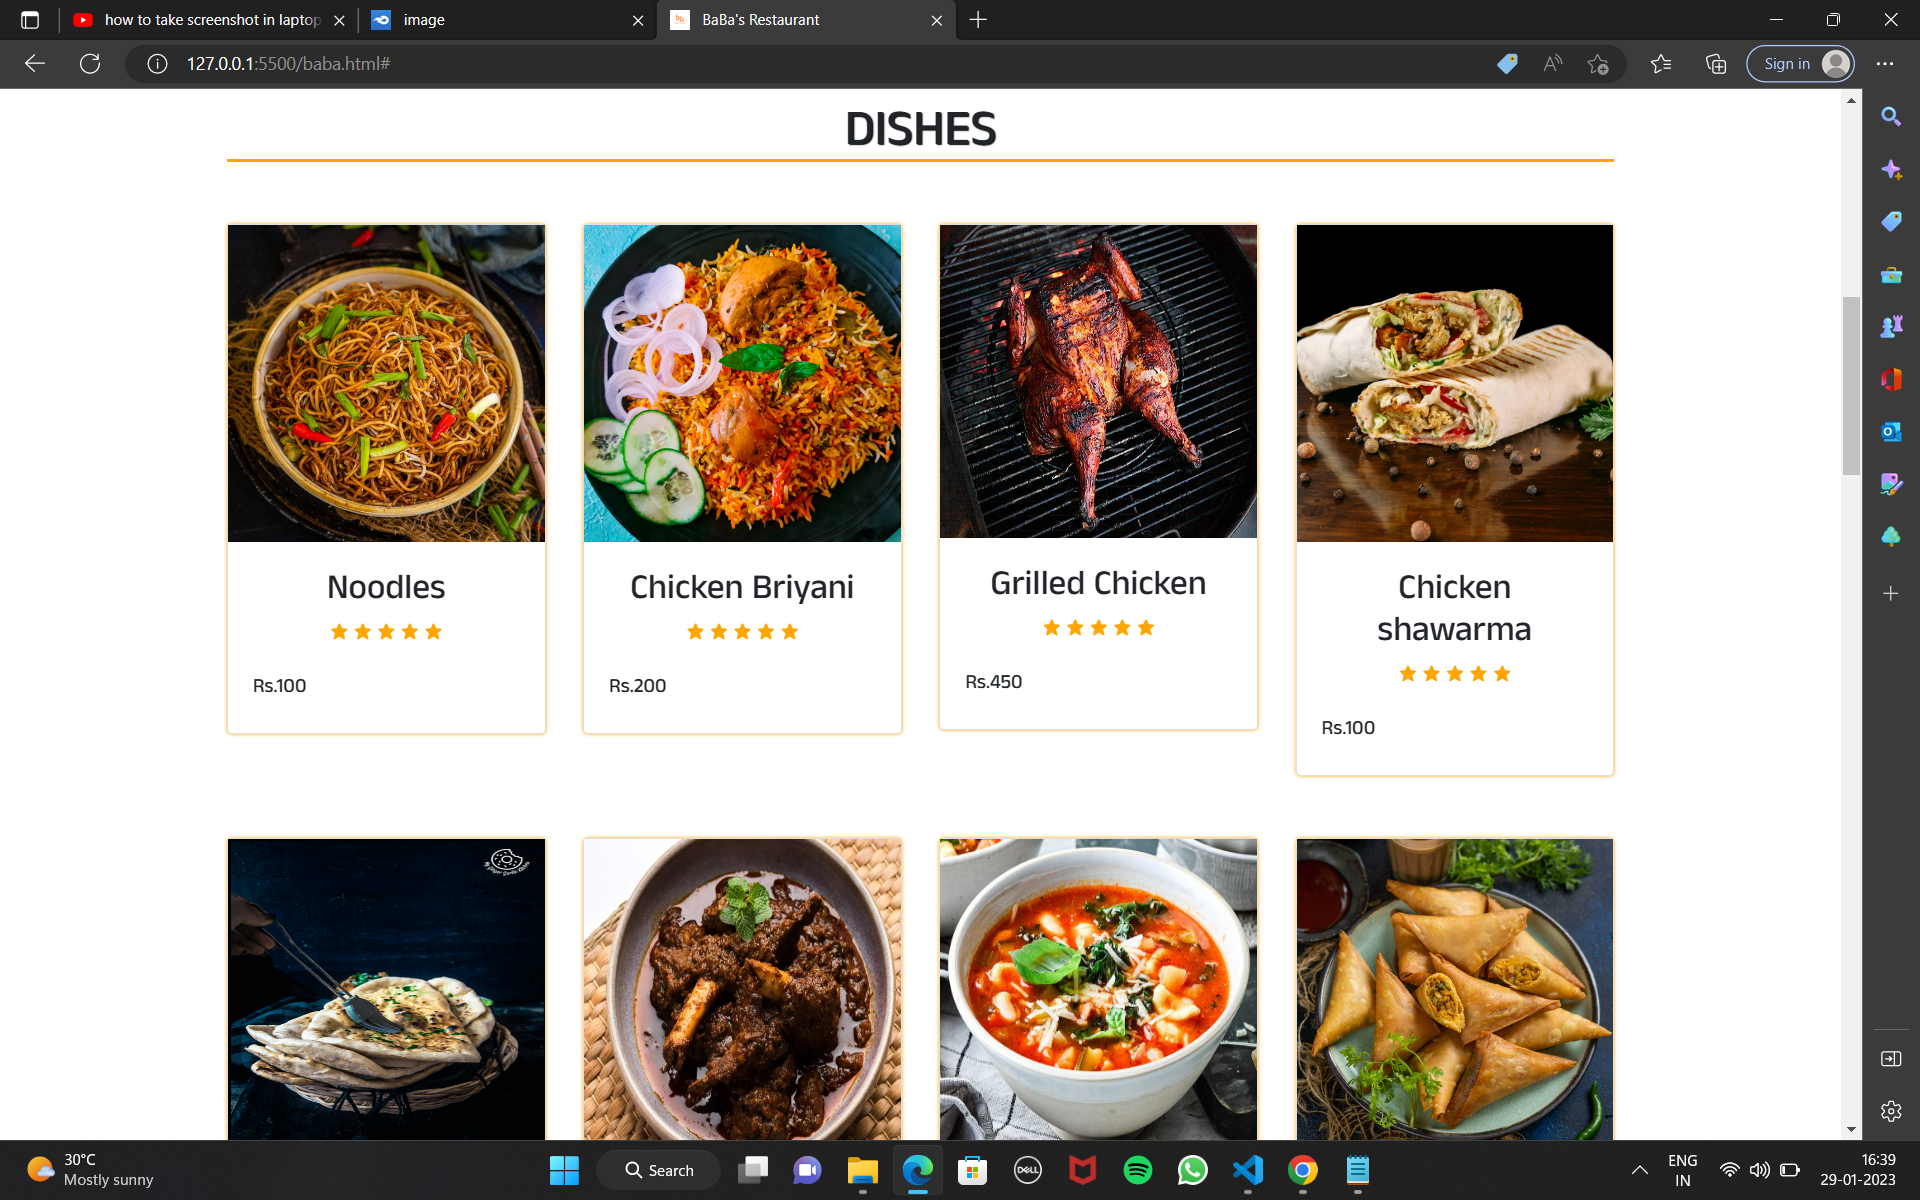 how to take screenshot in laptop
image
BaBa's Restaurant
127.0.0.1:5500/baba.html#
Sign in
DISHES
Noodles
Rs.100
Chicken Briyani
Rs.200
Grilled Chicken
Rs.450
Chicken
shawarma
Rs.100
30°C
Mostly sunny
Search
DELL
ENG
IN
16:39
29-01-2023